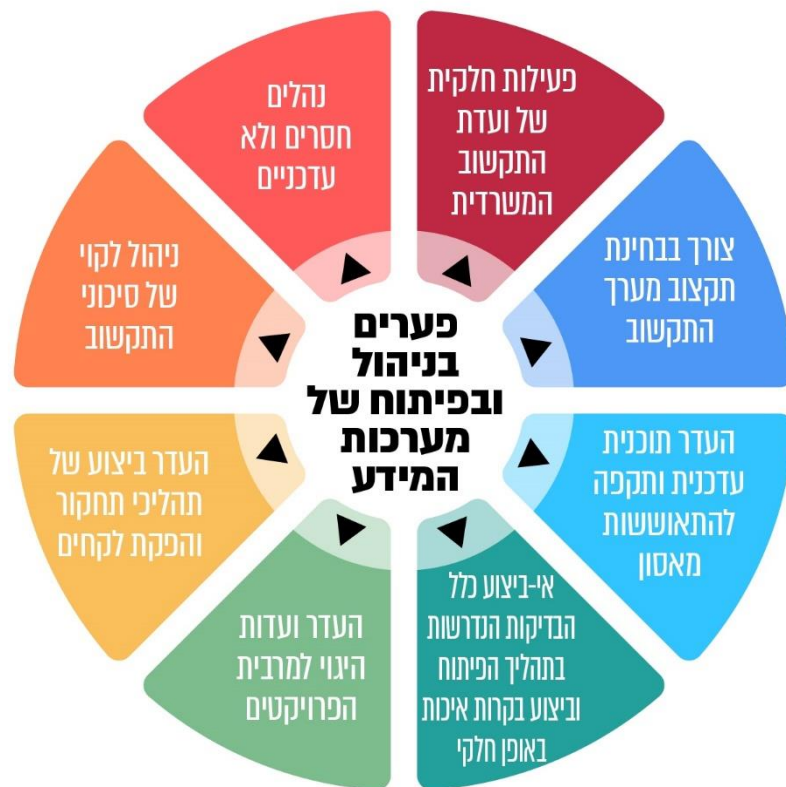 פערים
בניהול
ובפיתוח של
מערכות
המידע
פעילות חלקית
של ועדת
התקשוב
המשרדית
צורך בבחינת
תקצוב מערך
התקשוב
העדר תוכנית
עדכנית ותקפה
להתאוששות
מאסון
אי-ביצוע כלל
הבדיקות הנדרשות
בתהליך הפיתוח
וביצוע בקרות איכות
באופן חלקי
העדר ועדות
היגוי למרבית
הפרויקטים
העדר ביצוע של
תהליכי תחקור
והפקת לקחים
ניהול לקוי
של סיכוני
התקשוב
נהלים
חסרים ולא
עדכניים